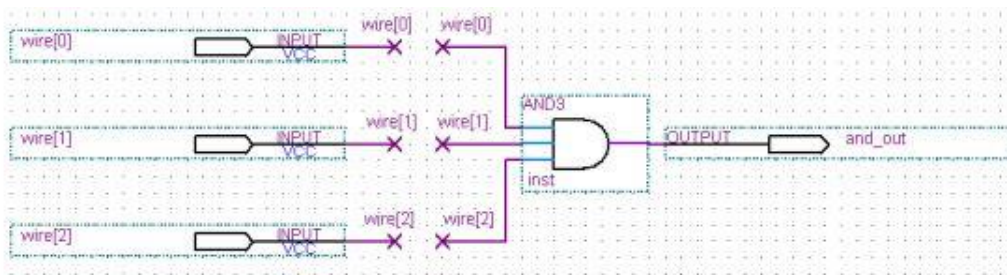 wire[0] wire[0]
wire[0] INPUT
VCC
AND3
wire[1] wire[1]
wire[1] INPUT
VCC
OUTPUT and_out
inst
wire[2] wire[2]
wire[2] INPUT
VCC